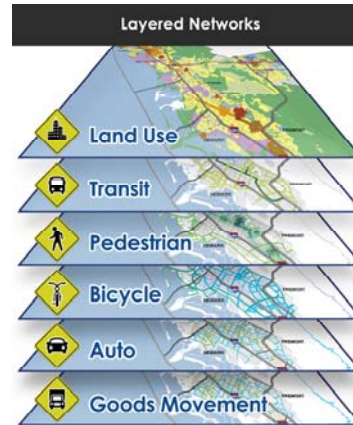 Layered Networks
Land Use
Transit
Pedestrian
Bicycle
Auto
Goods Movement